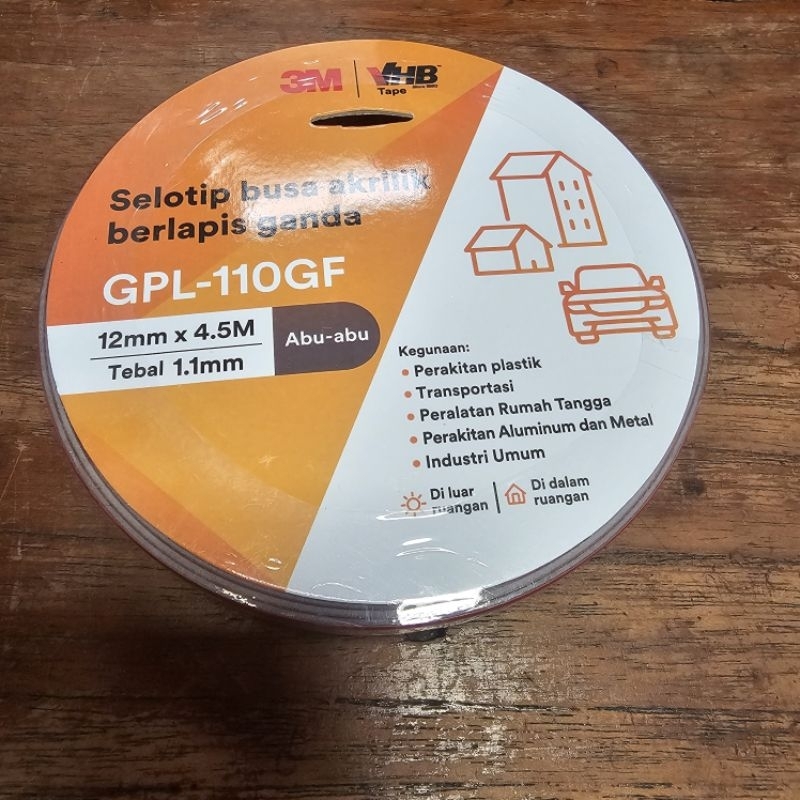 3M VHB™
Tape
Selotip busa akrilik
berlapis ganda
GPL-110GF
12mm x 4.5M
Tebal 1.1mm
Abu-abu
Kegunaan:
• Perakitan plastik
• Transportasi
• Peralatan Rumah Tangga
• Perakitan Aluminum dan Metal
• Industri Umum
Di luar
ruangan
Di dalam
ruangan